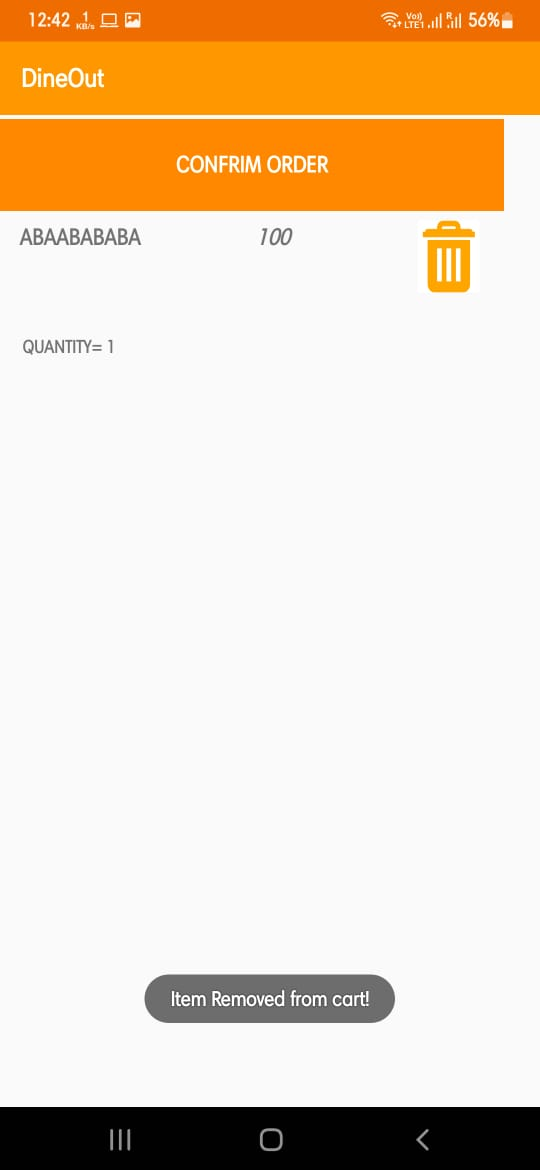 12:42 1 KB/s Vo) LTE1 R 56%
DineOut
CONFRIM ORDER
ABAABABABA 100
QUANTITY= 1
Item Removed from cart!